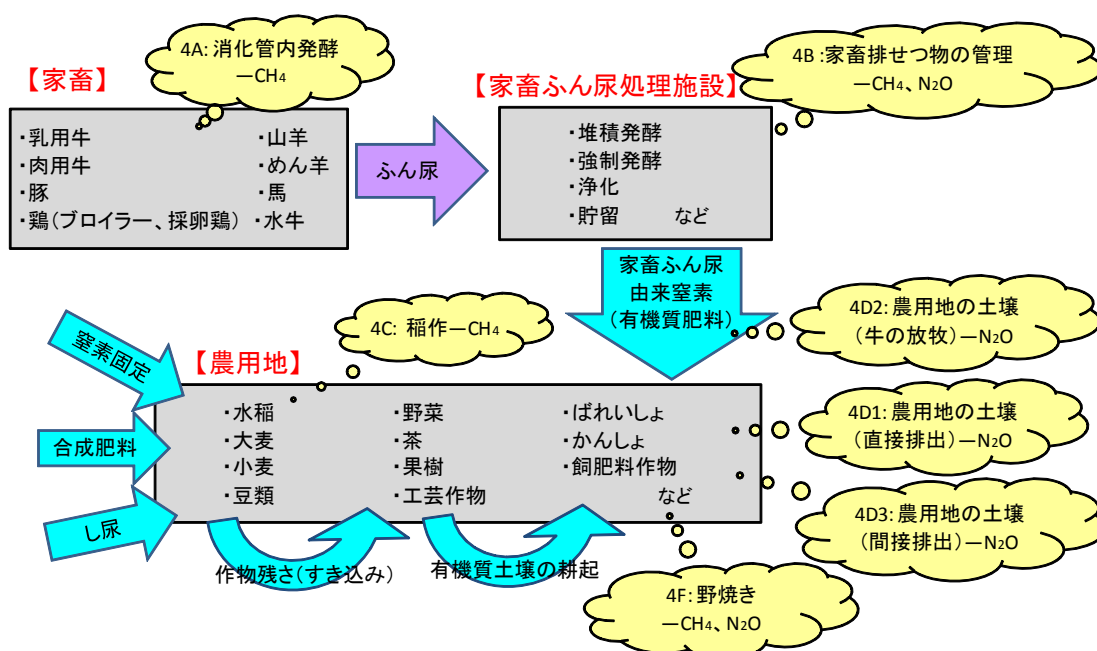 4A: 消化管内発酵
―CH4
【家畜】
・乳用牛
・肉用牛
・豚
・鶏(ブロイラー、採卵鶏)
・山羊
・めん羊
・馬
・水牛
ふん尿
【家畜ふん尿処理施設】
・堆積発酵
・強制発酵
・浄化
・貯留 など
4B: 家畜排せつ物の管理
―CH4、N2O
家畜ふん尿
由来窒素
(有機質肥料)
4D2: 農用地の土壌
(牛の放牧)―N2O
4C: 稲作―CH4
【農用地】
窒素固定
合成肥料
し尿
・水稲
・大麦
・小麦
・豆類
・野菜
・茶
・果樹
・工芸作物
・ばれいしょ
・かんしょ
・飼肥料作物
など
4D1: 農用地の土壌
(直接排出)―N2O
4D3: 農用地の土壌
(間接排出)―N2O
作物残さ(すき込み)
有機質土壌の耕起
4F: 野焼き
―CH4、N2O